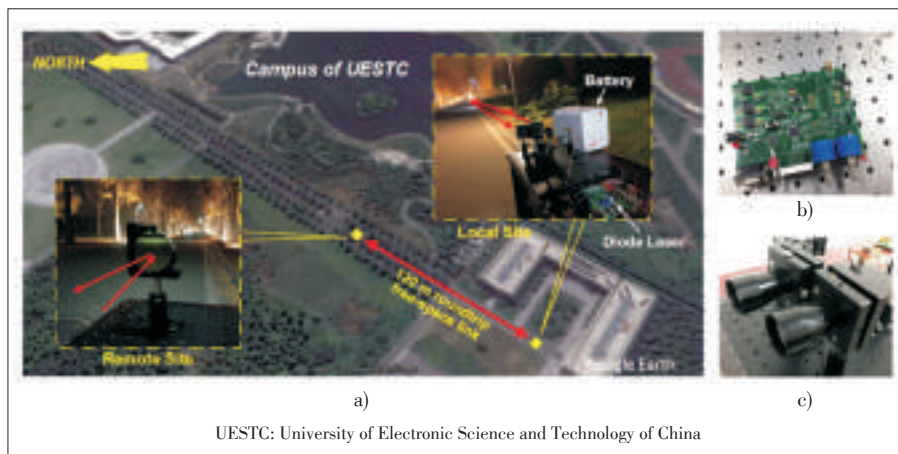 NORTH
Campus of UESTC
Battery
Diode Laser
Local Site
120 m roundtrip
free-space link
Remote Site
Google Earth
a)
b)
c)
UESTC: University of Electronic Science and Technology of China